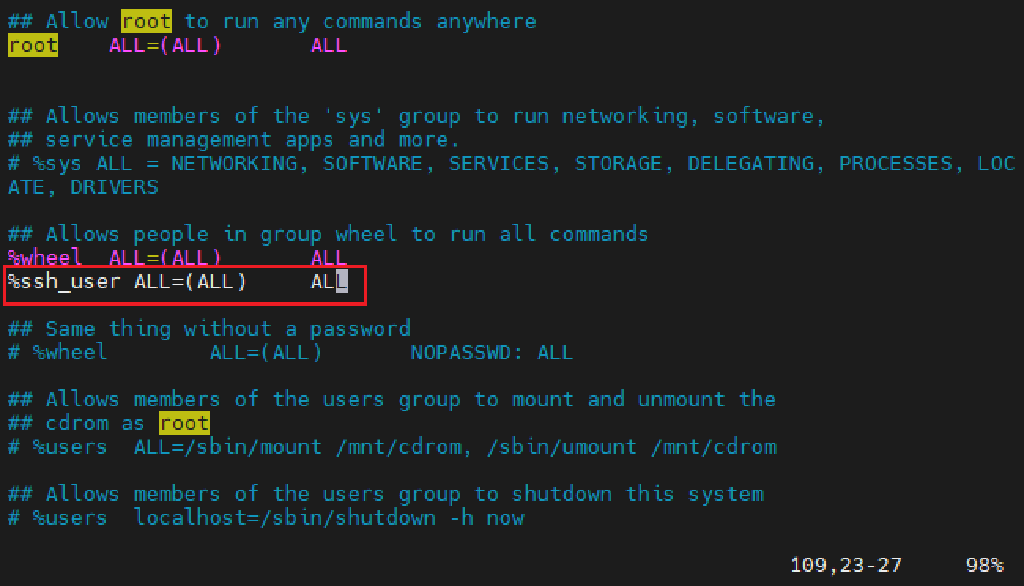 ## Allow root to run any commands anywhere
root    ALL=(ALL)       ALL
## Allows members of the 'sys' group to run networking, software,
## service management apps and more.
# %sys ALL = NETWORKING, SOFTWARE, SERVICES, STORAGE, DELEGATING, PROCESSES, LOC
ATE, DRIVERS
## Allows people in group wheel to run all commands
%wheel  ALL=(ALL)       ALL
%ssh_user ALL=(ALL)     ALL
## Same thing without a password
# %wheel        ALL=(ALL)       NOPASSWD: ALL
## Allows members of the users group to mount and unmount the
## cdrom as root
# %users  ALL=/sbin/mount /mnt/cdrom, /sbin/umount /mnt/cdrom
## Allows members of the users group to shutdown this system
# %users  localhost=/sbin/shutdown -h now
109,23-27     98%